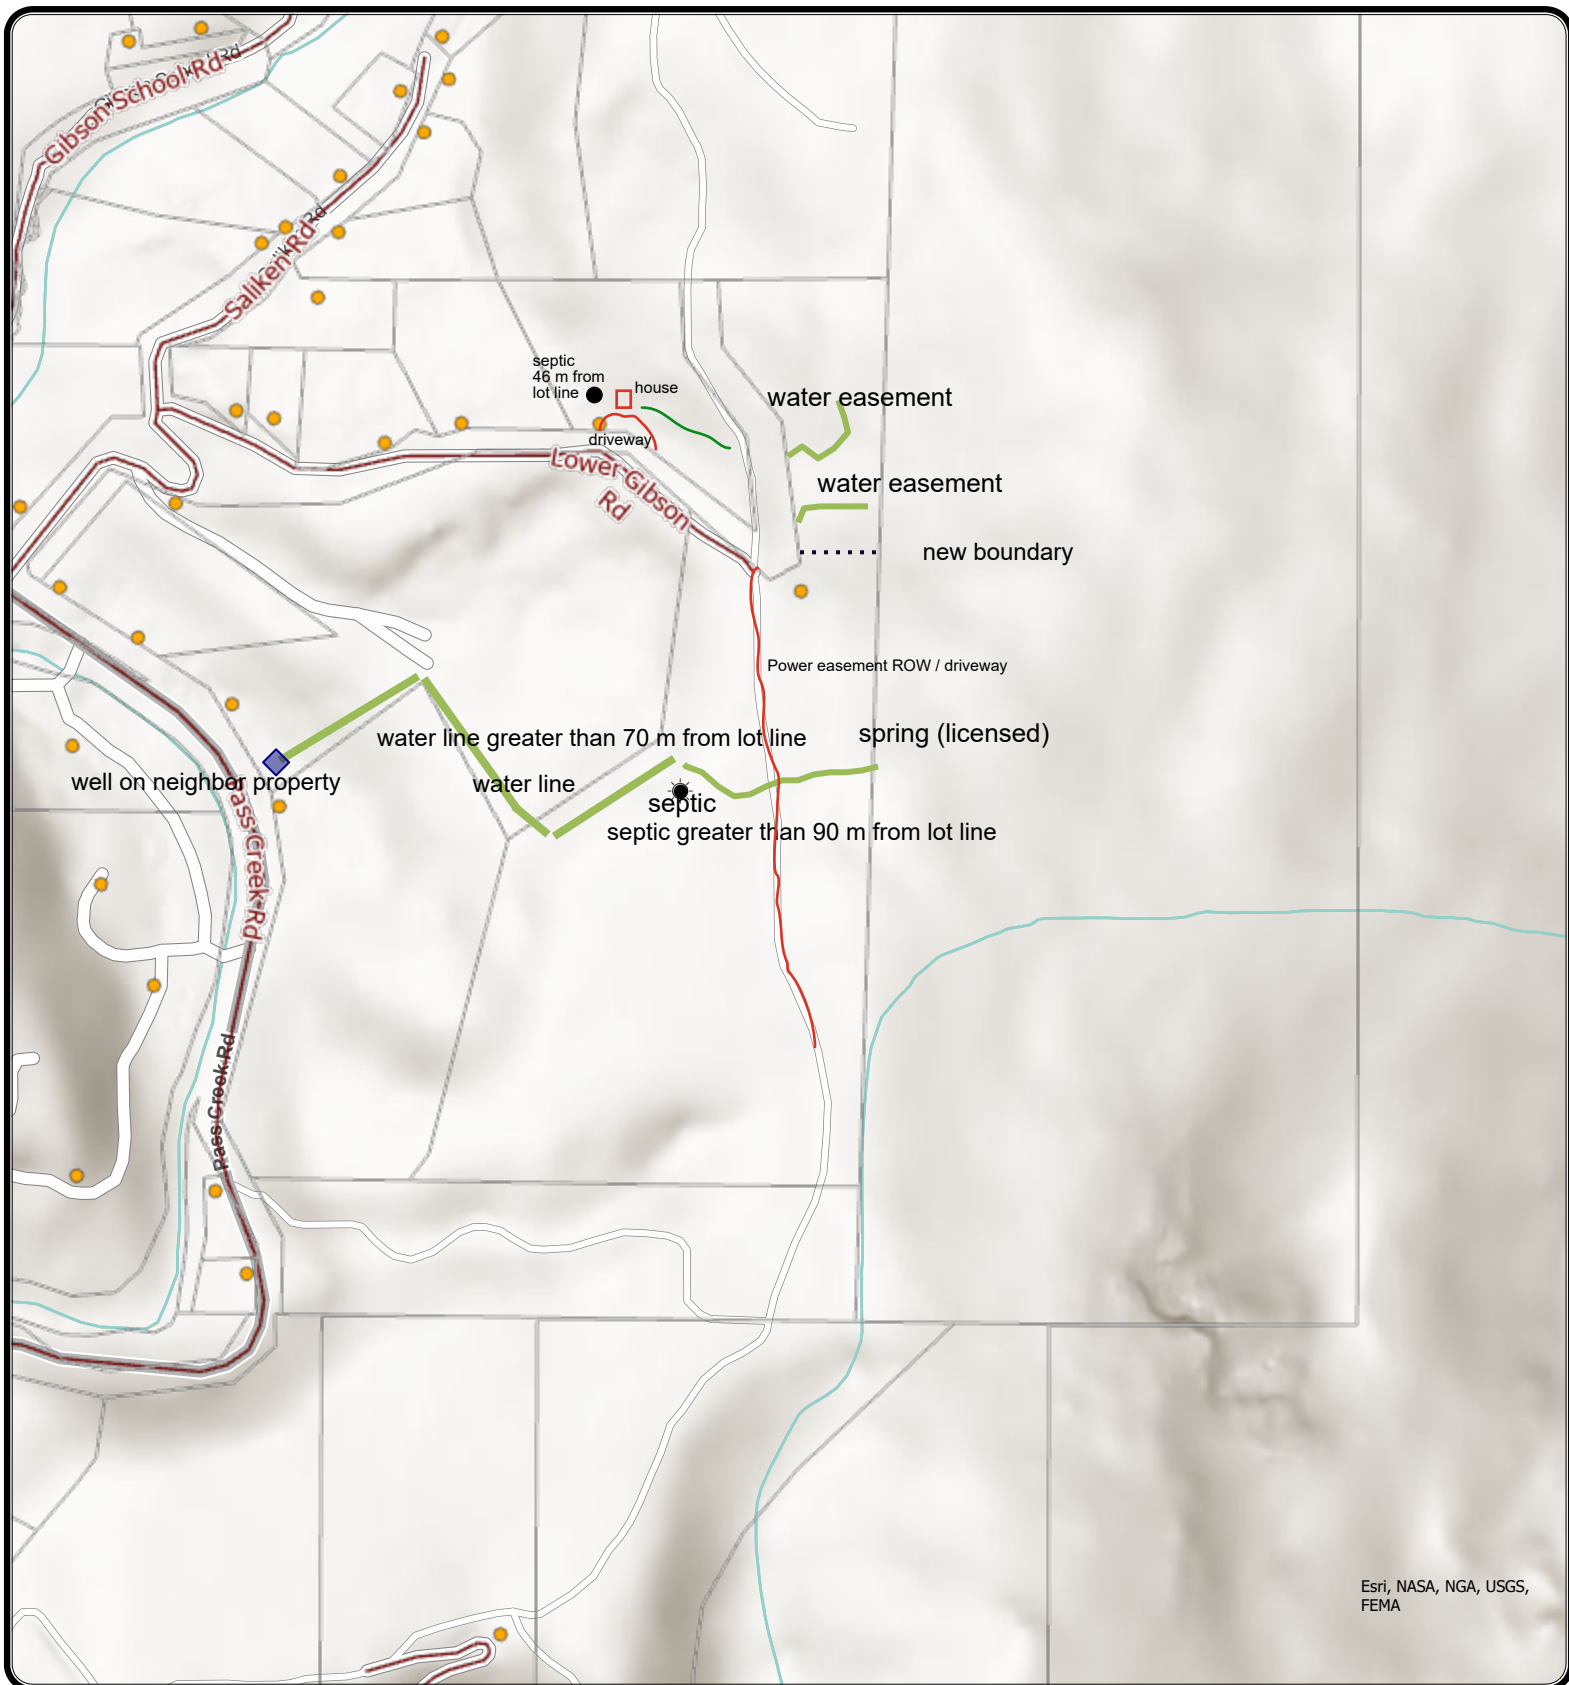 Gibson School Rd
Rd
Saliken Rd
Rd
septic
46 m from
lot line
house
driveway
water easement
Lower Gibson
Rd
water easement
new boundary
Power easement ROW / driveway
spring (licensed)
water line greater than 70 m from lot line
well on neighbor property
water line
septic
septic greater than 90 m from lot line
Pass Creek Rd
Pass Creek Rd
Esri, NASA, NGA, USGS,
FEMA